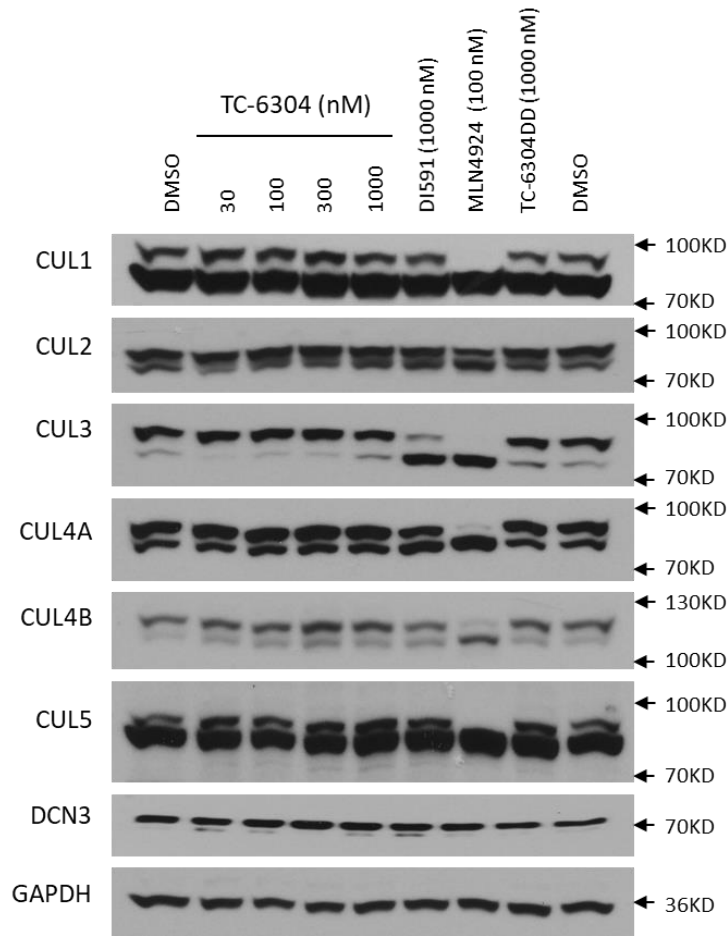 TC-6304 (nM)
DMSO
30
100
300
1000
DI591 (1000 nM)
MLN4924 (100 nM)
TC-6304DD (1000 nM)
DMSO
CUL1
100KD
70KD
CUL2
100KD
70KD
CUL3
100KD
70KD
CUL4A
100KD
70KD
CUL4B
130KD
100KD
CUL5
100KD
70KD
DCN3
70KD
GAPDH
36KD